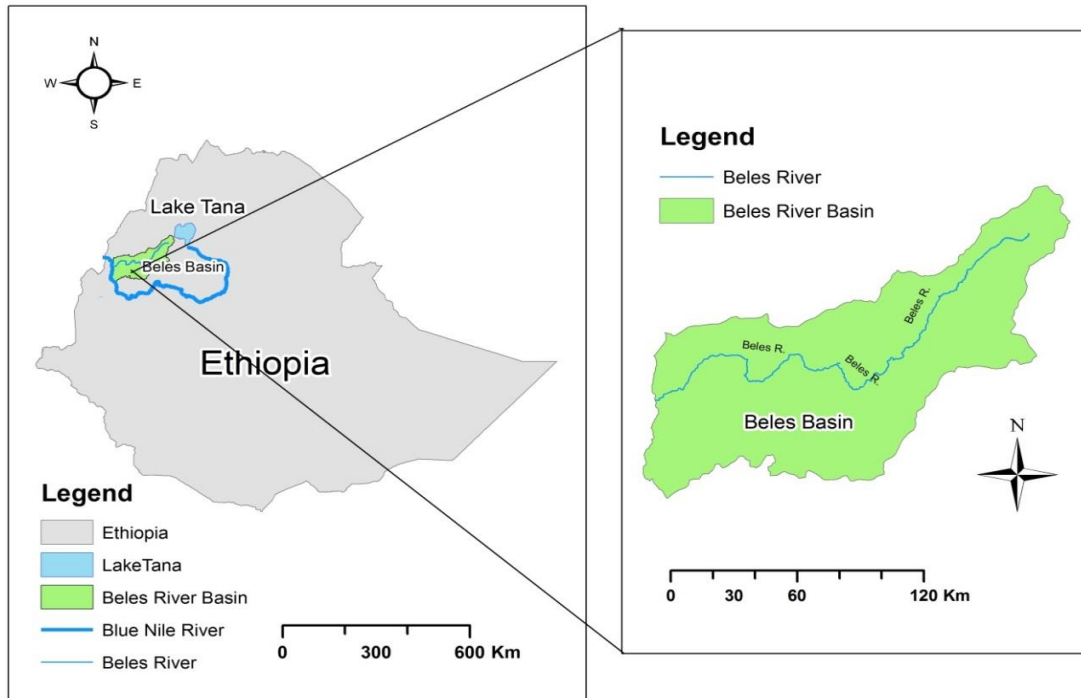 N
W E
S
Lake Tana
Beles Basin
Ethiopia
Legend
Ethiopia
LakeTana
Beles River Basin
Blue Nile River
Beles River
0 300 600 Km
Legend
Beles River
Beles River Basin
Beles R.
Beles R.
Beles R.
Beles Basin
N
0 30 60 120 Km